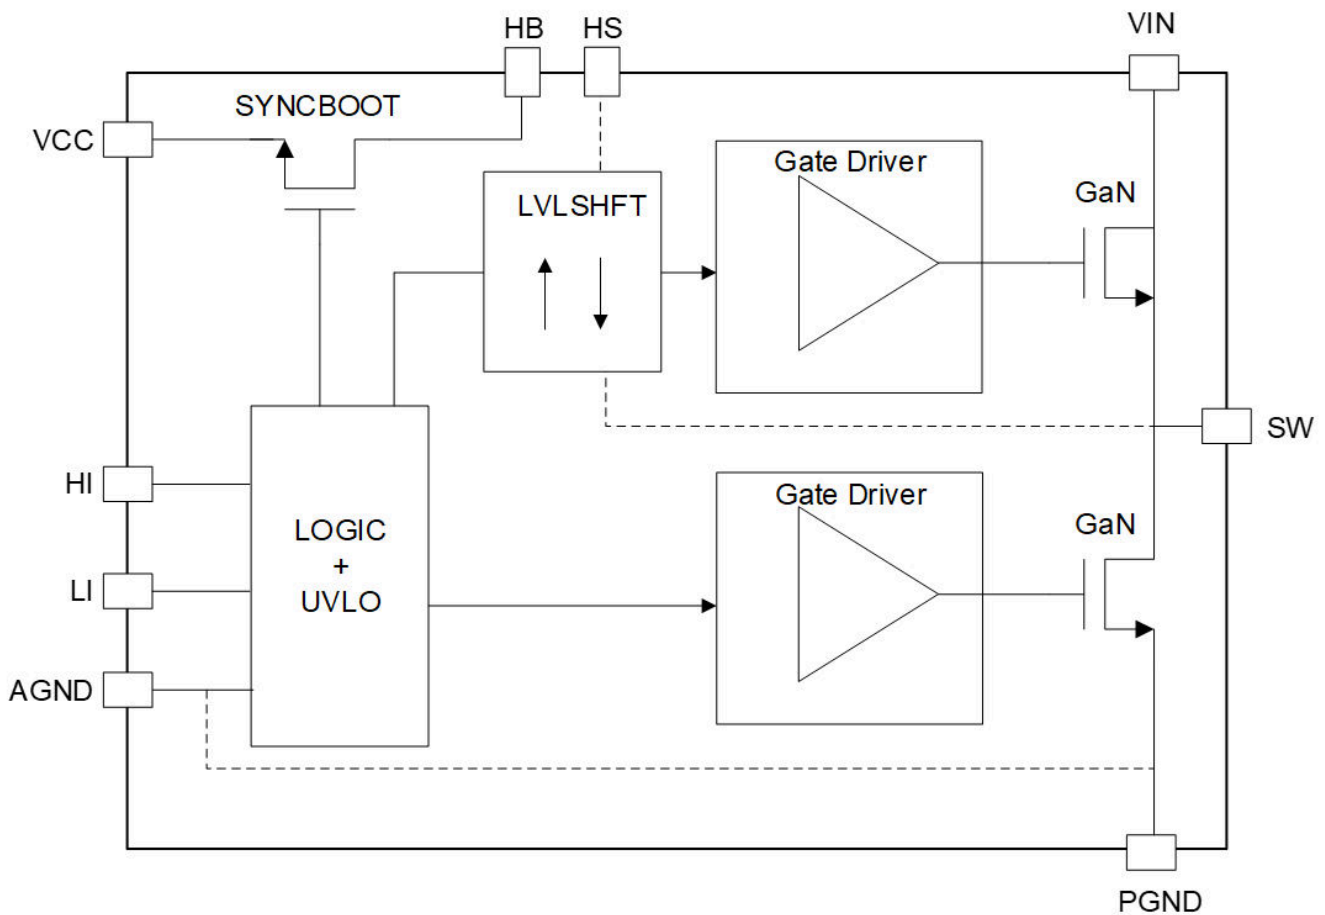 HB
HS
VIN
SYNCBOOT
VCC
Gate Driver
GaN
LVLSHFT
SW
HI
Gate Driver
GaN
LOGIC
+
UVLO
LI
AGND
PGND